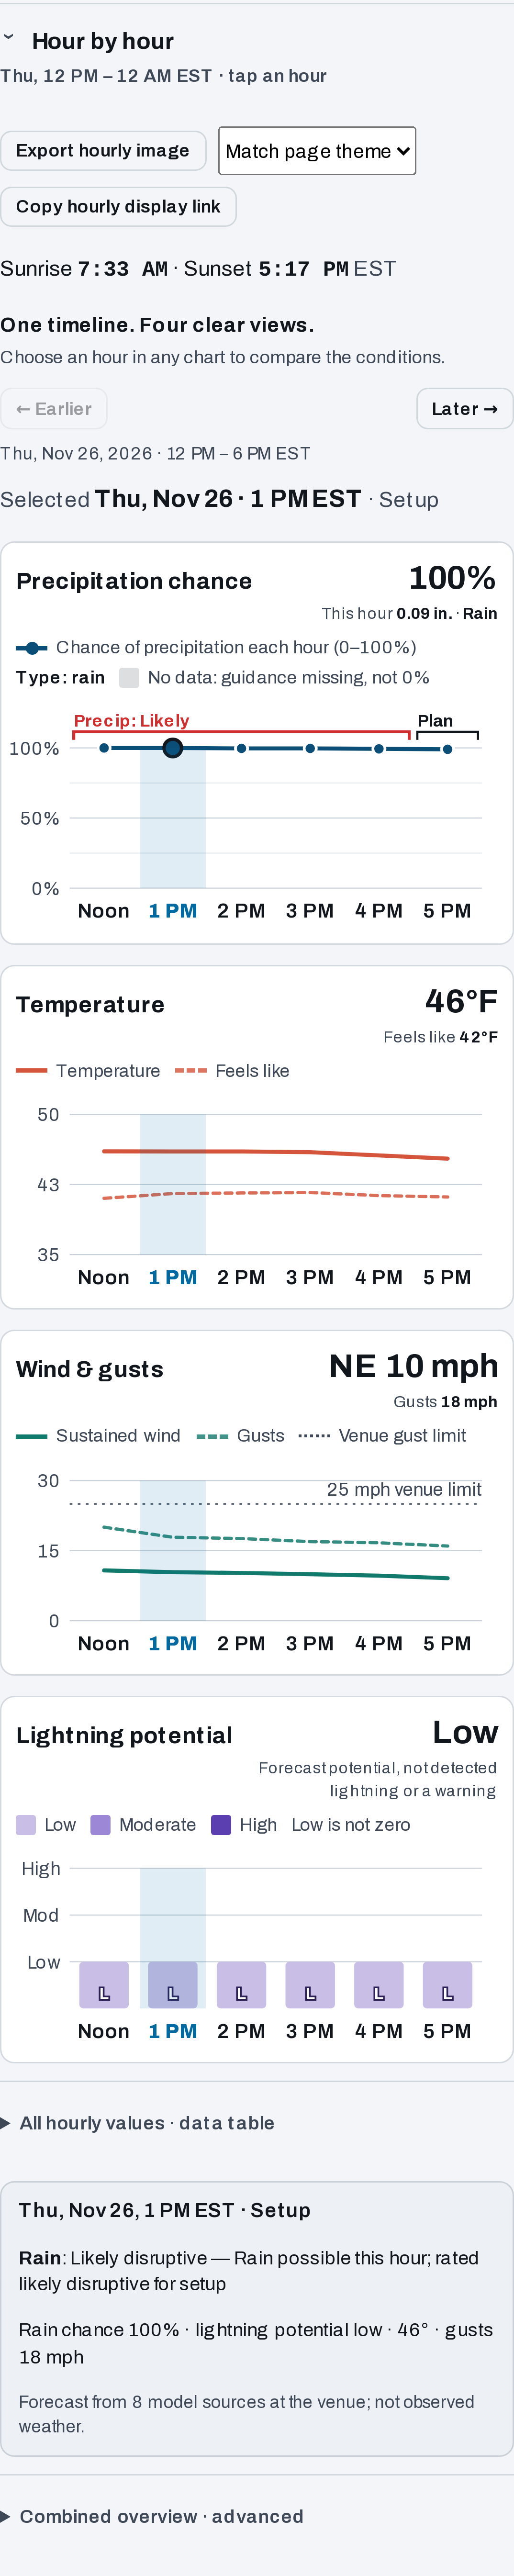 Hour by hour
Thu, 12 PM – 12 AM EST · tap an hour
Export hourly image
Match page theme
Copy hourly display link
Sunrise 7:33 AM · Sunset 5:17 PM EST
One timeline. Four clear views.
Choose an hour in any chart to compare the conditions.
← Earlier
Later →
Thu, Nov 26, 2026 · 12 PM – 6 PM EST
Selected Thu, Nov 26 · 1 PM EST · Setup
Precipitation chance
100%
This hour 0.09 in. · Rain
Chance of precipitation each hour (0–100%)
Type: rain No data: guidance missing, not 0%
Precip: Likely Plan
100%
50%
0%
Noon 1 PM 2 PM 3 PM 4 PM 5 PM
Temperature
46°F
Feels like 42°F
Temperature Feels like
50
43
35
Noon 1 PM 2 PM 3 PM 4 PM 5 PM
Wind & gusts
NE 10 mph
Gusts 18 mph
Sustained wind Gusts Venue gust limit
30
25 mph venue limit
15
0
Noon 1 PM 2 PM 3 PM 4 PM 5 PM
Lightning potential
Low
Forecast potential, not detected
lightning or a warning
Low Moderate High Low is not zero
High
Mod
Low
L L L L L L
Noon 1 PM 2 PM 3 PM 4 PM 5 PM
▶ All hourly values · data table
Thu, Nov 26, 1 PM EST · Setup
Rain: Likely disruptive — Rain possible this hour; rated
likely disruptive for setup
Rain chance 100% · lightning potential low · 46° · gusts
18 mph
Forecast from 8 model sources at the venue; not observed
weather.
▶ Combined overview · advanced